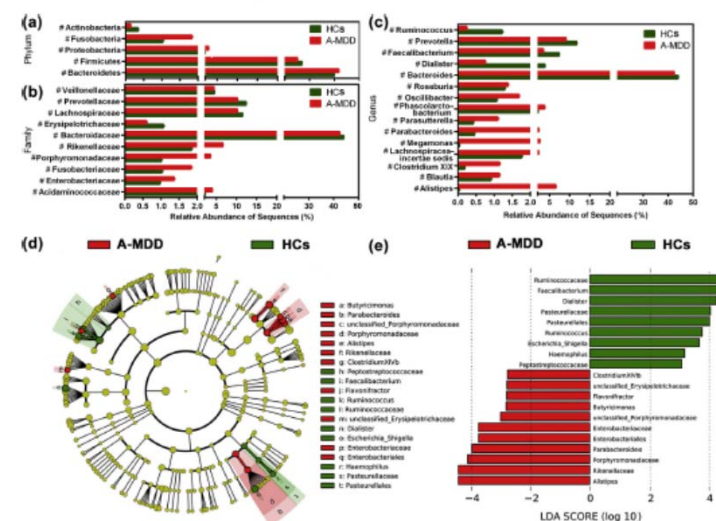 (a)
Phylum
# Actinobacteria
# Fusobacteria
# Proteobacteria
# Firmicutes
# Bacteroidetes
HCs
A-MDD
(b)
Family
# Veillonellaceae
# Prevotellaceae
# Lachnospiraceae
# Erysipelotrichaceae
# Bacteroidaceae
# Rikenellaceae
# Porphyromonadaceae
# Fusobacteriaceae
# Enterobacteriaceae
# Acidaminococcaceae
HCs
A-MDD
0.0 0.5 1.0 1.5 2.0 5 10 15 20 30 40 50
Relative Abundance of Sequences (%)
(c)
Genus
# Ruminococcus
# Prevotella
# Faecallibacterium
# Dialister
# Bacteroides
# Roseburia
# Oscillibacter
# Phascolarcto-
bacterium
# Parasutterella
# Parabacteroides
# Megamonas
# Lachnospiracea-
incertae sedis
# Clostridium XIX
# Blautia
# Alistipes
HCs
A-MDD
0.0 0.5 1.0 1.5 2.0 5 10 15 20 30 40 50
Relative Abundance of Sequences (%)
(d)
A-MDD
HCs
a: Butyricimonas
b: Parabacteroides
c: unclassified_Porphyromonadaceae
d: Porphyromonadaceae
e: Alistipes
f: Rikenellaceae
g: ClostridiumXIVb
h: Peptostreptococcaceae
i: Faecalibacterium
j: Flavonifractor
k: Ruminococcus
l: Ruminococcaceae
m: unclassified_Erysipelotrichaceae
n: Dialister
o: Escherichia_Shigella
p: Enterobacteriaceae
q: Enterobacteriales
r: Haemophilus
s: Pasteurellaceae
t: Pasteurellales
(e)
A-MDD
HCs
Ruminococcaceae
Faecalibacterium
Dialister
Pasteurellaceae
Pasteurellales
Ruminococcus
Escherichia_Shigella
Haemophilus
Peptostreptococcaceae
ClostridiumXIVb
unclassified_Erysipelotrichaceae
Flavonifractor
Butyricimonas
unclassified_Porphyromonadaceae
Enterobacteriaceae
Enterobacteriales
Parabacteroides
Porphyromonadaceae
Rikenellaceae
Alistipes
−4 −2 0 2 4
LDA SCORE (log 10)